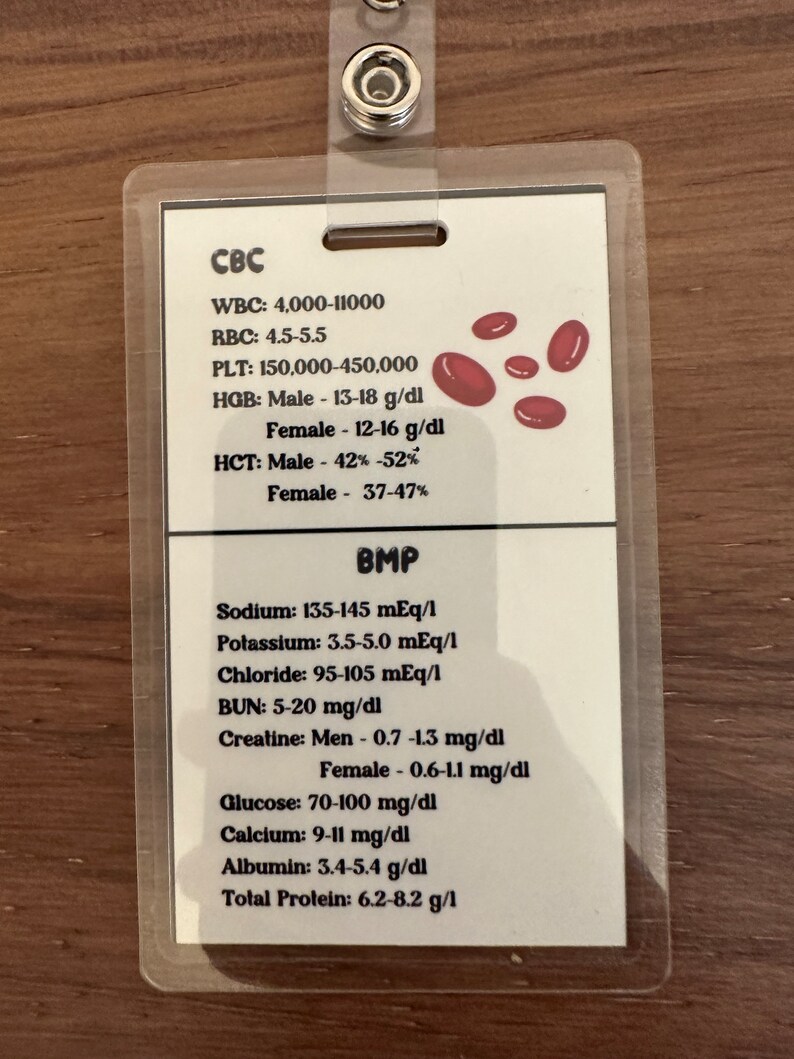 CBC
WBC: 4,000-11000
RBC: 4.5-5.5
PLT: 150,000-450,000
HGB: Male - 13-18 g/dl
Female - 12-16 g/dl
HCT: Male - 42% -52%
Female - 37-47%
BMP
Sodium: 135-145 mEq/l
Potassium: 3.5-5.0 mEq/l
Chloride: 95-105 mEq/l
BUN: 5-20 mg/dl
Creatine: Men - 0.7 -1.3 mg/dl
Female - 0.6-1.1 mg/dl
Glucose: 70-100 mg/dl
Calcium: 9-11 mg/dl
Albumin: 3.4-5.4 g/dl
Total Protein: 6.2-8.2 g/l